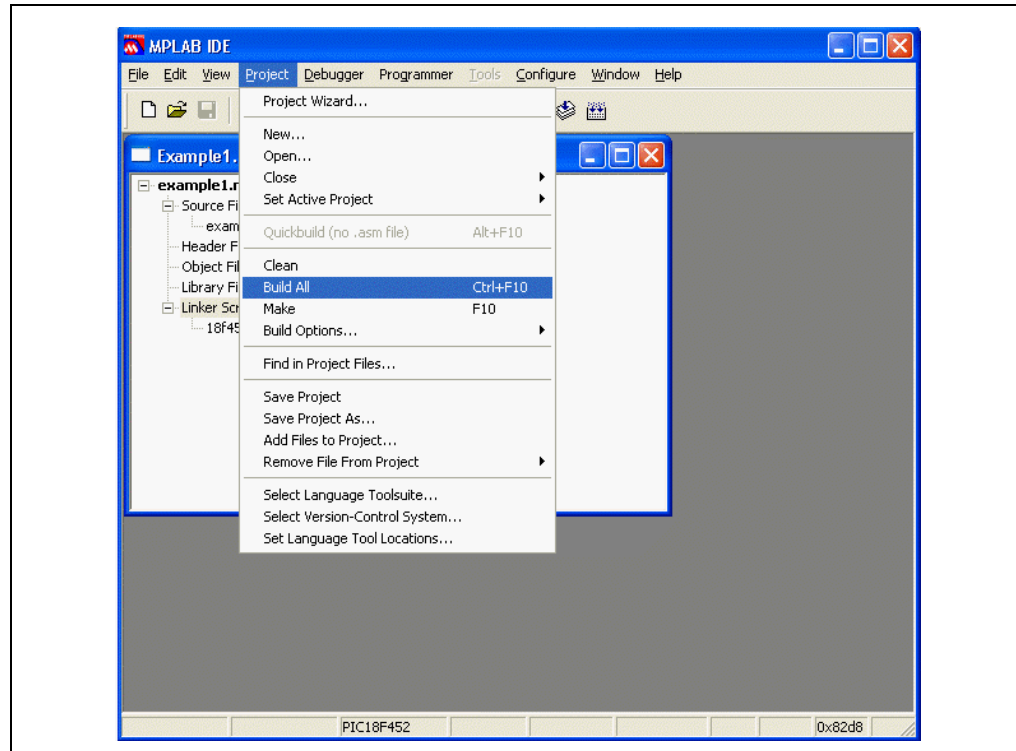 MPLAB IDE
File Edit View Project Debugger Programmer Tools Configure Window Help
Project Wizard...
New...
Open...
Close
Set Active Project
Quickbuild (no .asm file) Alt+F10
Clean
Build All Ctrl+F10
Make F10
Build Options...
Find in Project Files...
Save Project
Save Project As...
Add Files to Project...
Remove File From Project
Select Language Toolsuite...
Select Version-Control System...
Set Language Tool Locations...
Example1.
example1.
Source Fi
exam
Header F
Object Fil
Library Fi
Linker Scr
18f45
PIC18F452 0x82d8